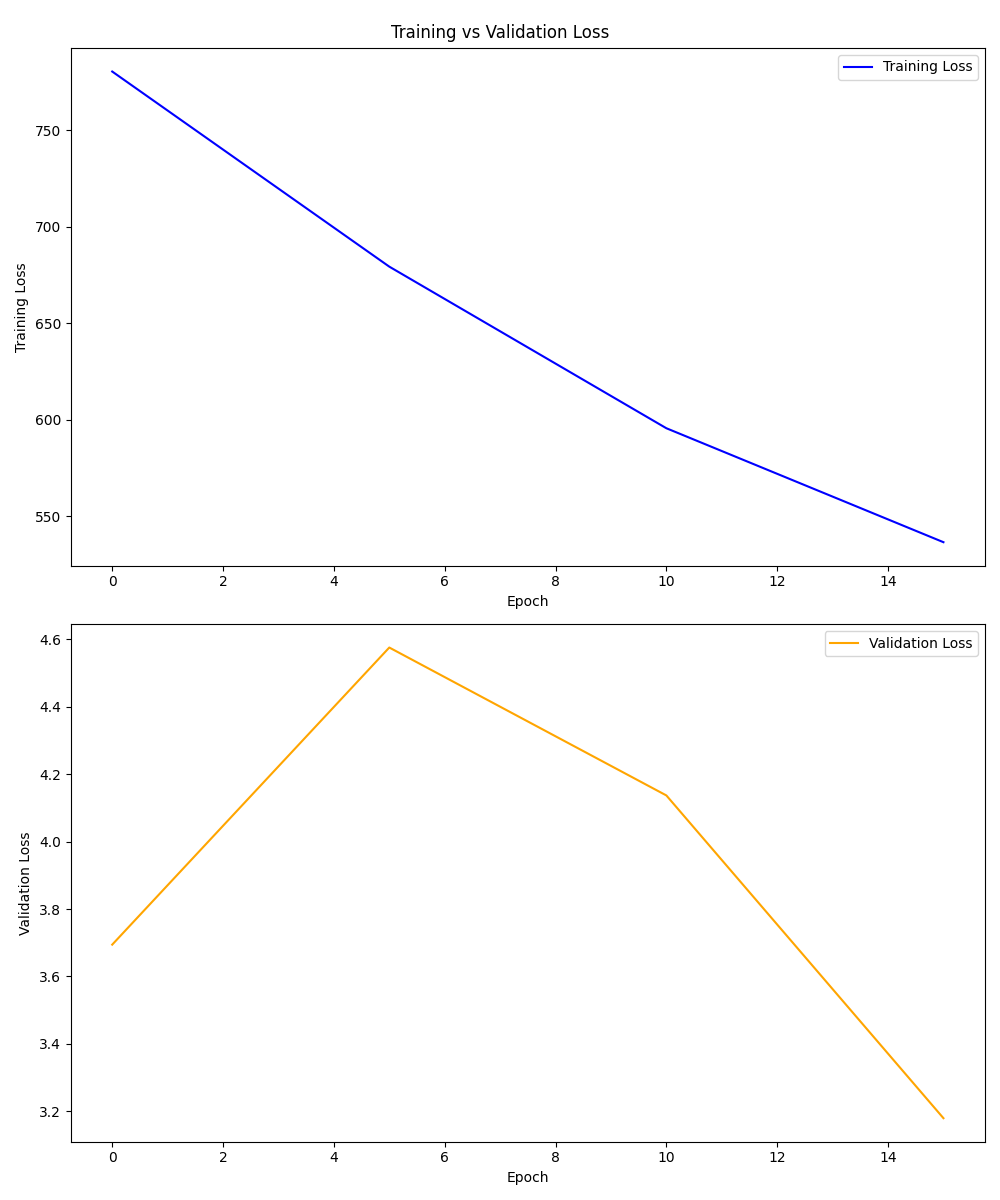 Training vs Validation Loss
Training Loss
750
700
650
600
550
Training Loss
0 2 4 6 8 10 12 14
Epoch
Validation Loss
4.6
4.4
4.2
4.0
3.8
3.6
3.4
3.2
Validation Loss
0 2 4 6 8 10 12 14
Epoch